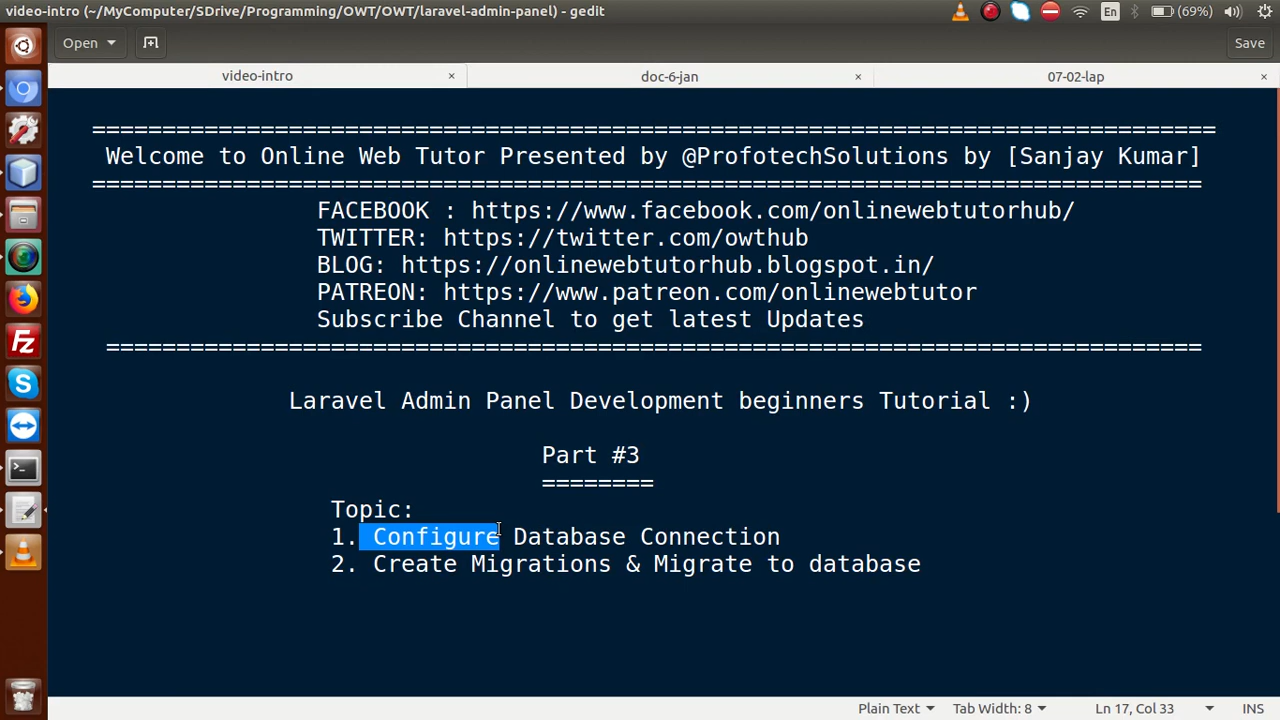 video-intro (~/MyComputer/SDrive/Programming/OWT/OWT/laravel-admin-panel) - gedit
En
(69%)
Open
Save
video-intro ×
doc-6-jan ×
07-02-lap ×
================================================================================
Welcome to Online Web Tutor Presented by @ProfotechSolutions by [Sanjay Kumar]
===============================================================================
FACEBOOK : https://www.facebook.com/onlinewebtutorhub/
TWITTER: https://twitter.com/owthub
BLOG: https://onlinewebtutorhub.blogspot.in/
PATREON: https://www.patreon.com/onlinewebtutor
Subscribe Channel to get latest Updates
==============================================================================
Laravel Admin Panel Development beginners Tutorial :)
Part #3
========
Topic:
1. Configure Database Connection
2. Create Migrations & Migrate to database
Plain Text
Tab Width: 8
Ln 17, Col 33
INS